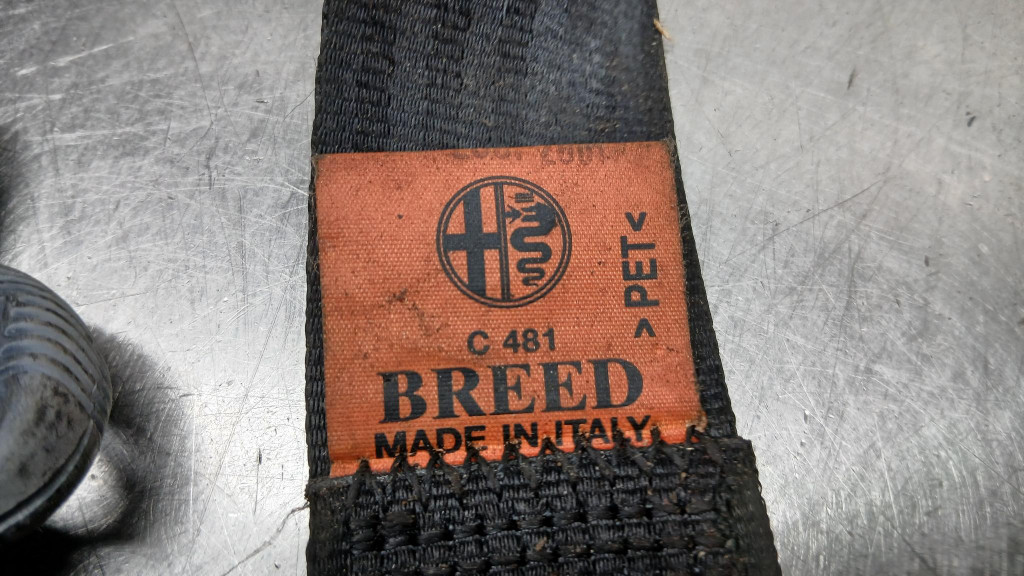 >PET<
C 481
BREED
MADE IN ITALY